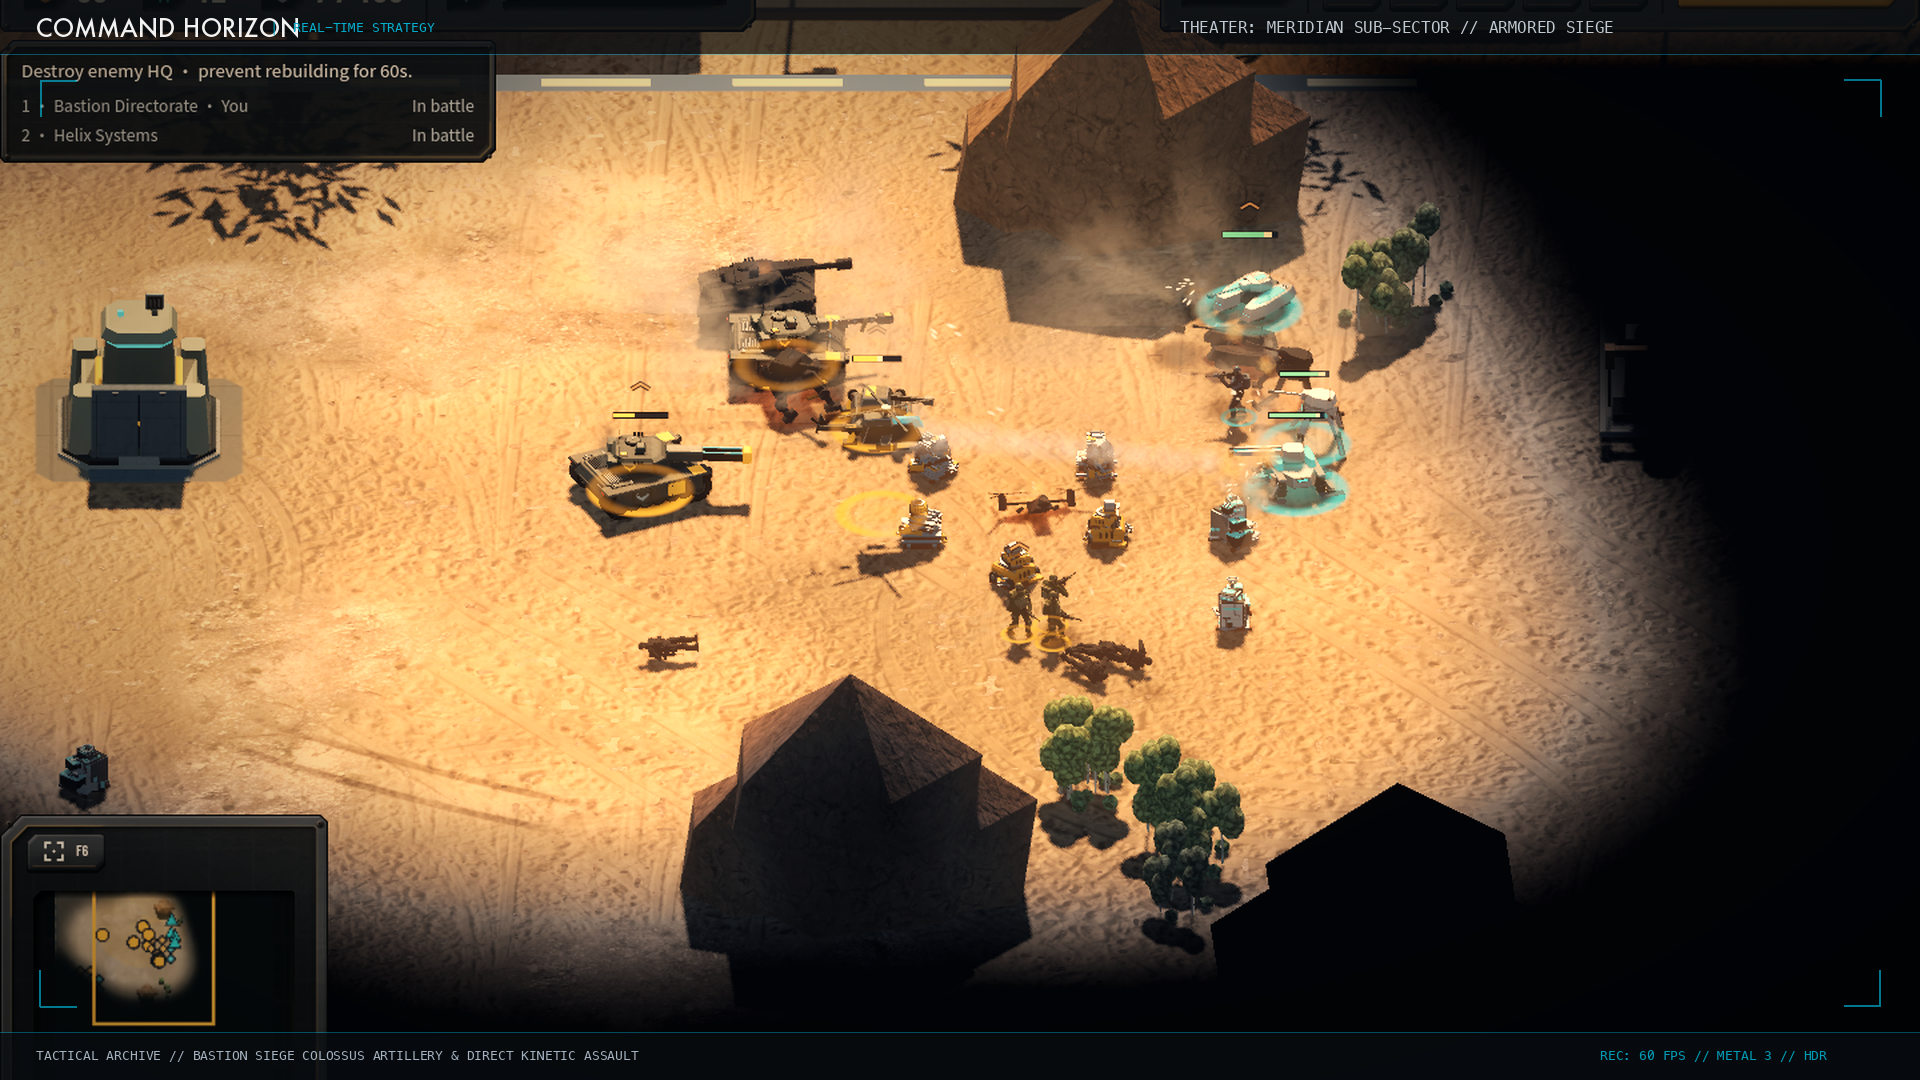 COMMAND HORIZON
REAL-TIME STRATEGY
THEATER: MERIDIAN SUB-SECTOR // ARMORED SIEGE
Destroy enemy HQ • prevent rebuilding for 60s.
1 • Bastion Directorate • You In battle
2 • Helix Systems In battle
F6
TACTICAL ARCHIVE // BASTION SIEGE COLOSSUS ARTILLERY & DIRECT KINETIC ASSAULT
REC: 60 FPS // METAL 3 // HDR